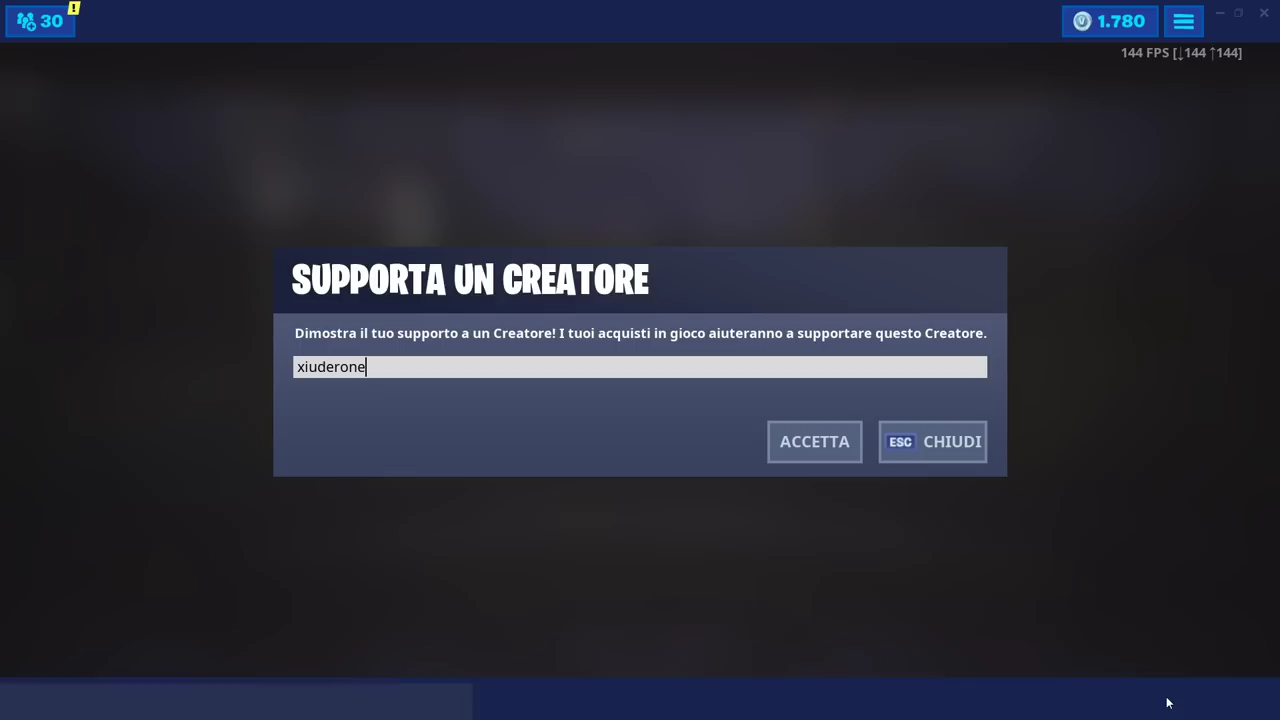 30
!
1.780
144 FPS [↓144 ↑144]
SUPPORTA UN CREATORE
Dimostra il tuo supporto a un Creatore! I tuoi acquisti in gioco aiuteranno a supportare questo Creatore.
xiuderone
ACCETTA
ESC CHIUDI